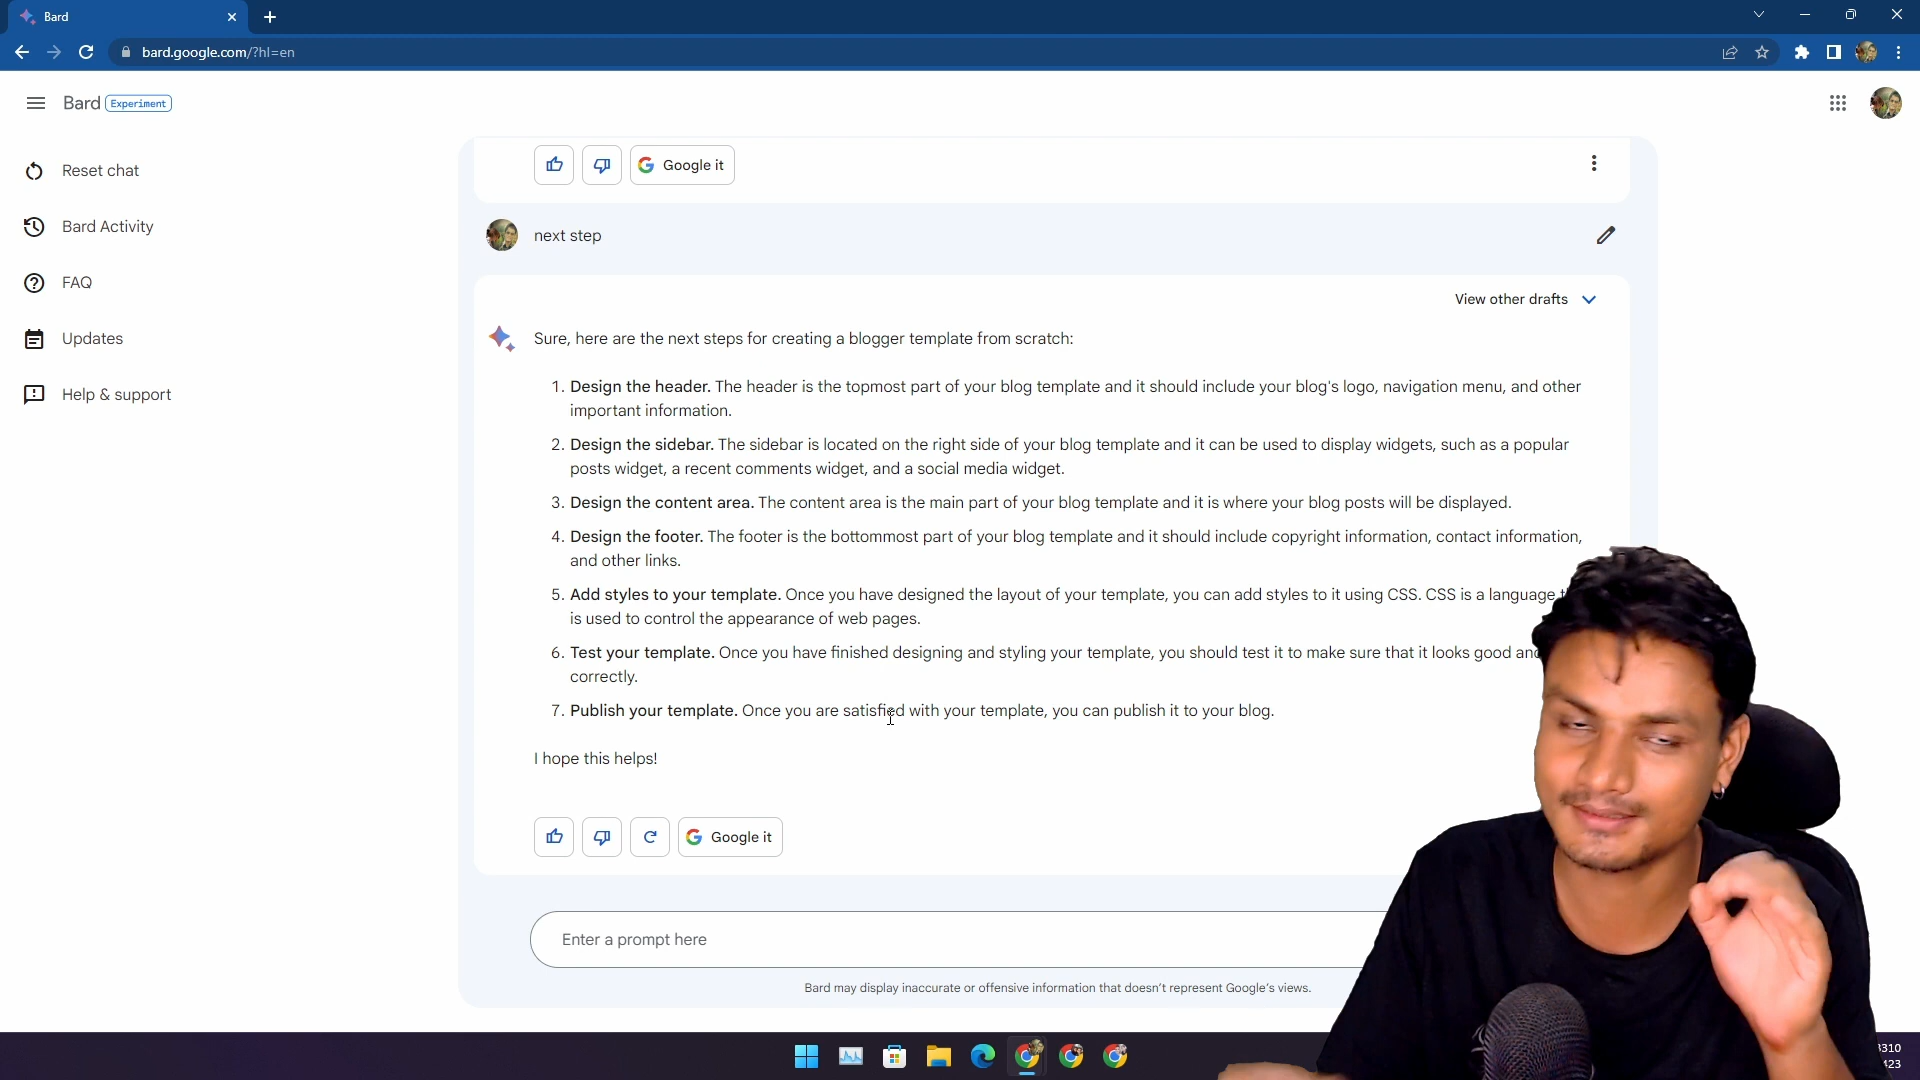 Bard
bard.google.com/?hl=en
Bard Experiment
Reset chat
Bard Activity
FAQ
Updates
Help & support
Google it
next step
View other drafts
Sure, here are the next steps for creating a blogger template from scratch:
1. Design the header. The header is the topmost part of your blog template and it should include your blog's logo, navigation menu, and other
important information.
2. Design the sidebar. The sidebar is located on the right side of your blog template and it can be used to display widgets, such as a popular
posts widget, a recent comments widget, and a social media widget.
3. Design the content area. The content area is the main part of your blog template and it is where your blog posts will be displayed.
4. Design the footer. The footer is the bottommost part of your blog template and it should include copyright information, contact information,
and other links.
5. Add styles to your template. Once you have designed the layout of your template, you can add styles to it using CSS. CSS is a language
is used to control the appearance of web pages.
6. Test your template. Once you have finished designing and styling your template, you should test it to make sure that it looks good and
correctly.
7. Publish your template. Once you are satisfied with your template, you can publish it to your blog.
I hope this helps!
Google it
Enter a prompt here
Bard may display inaccurate or offensive information that doesn't represent Google's views.